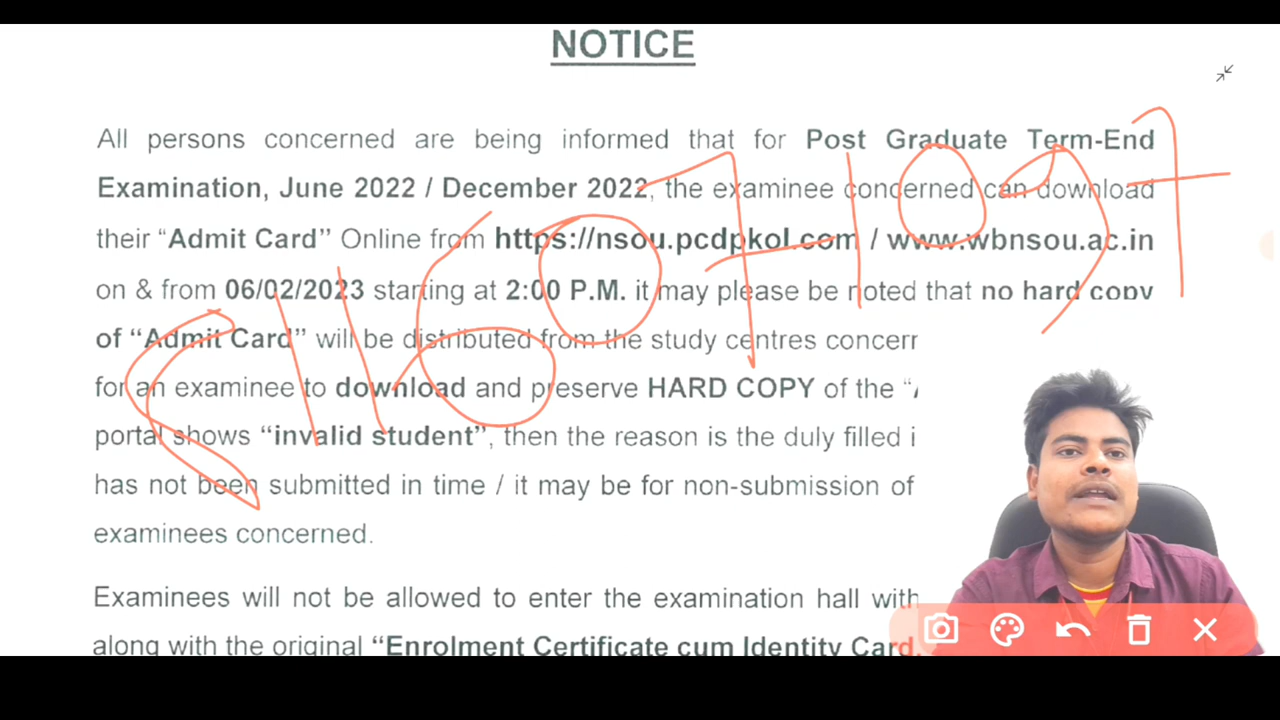 NOTICE
All persons concerned are being informed that for Post Graduate Term-End
Examination, June 2022 / December 2022, the examinee concerned can download
their “Admit Card” Online from https://nsou.pcdpkol.com / www.wbnsou.ac.in
on & from 06/02/2023 starting at 2:00 P.M. it may please be noted that no hard copy
of “Admit Card” will be distributed from the study centres concern
for an examinee to download and preserve HARD COPY of the “
portal shows “invalid student”, then the reason is the duly filled i
has not been submitted in time / it may be for non-submission of
examinees concerned.
Examinees will not be allowed to enter the examination hall with
along with the original “Enrolment Certificate cum Identity Card.